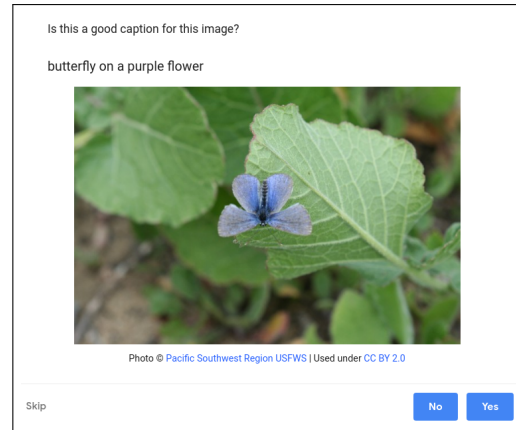 Is this a good caption for this image?
butterfly on a purple flower
Photo © Pacific Southwest Region USFWS | Used under CC BY 2.0
Skip
No
Yes